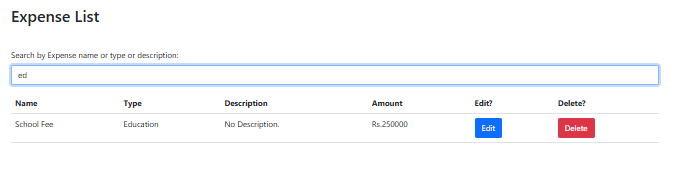 Expense List
Search by Expense name or type or description:
ed
Name Type Description Amount Edit? Delete?
School Fee Education No Description. Rs.250000 Edit Delete